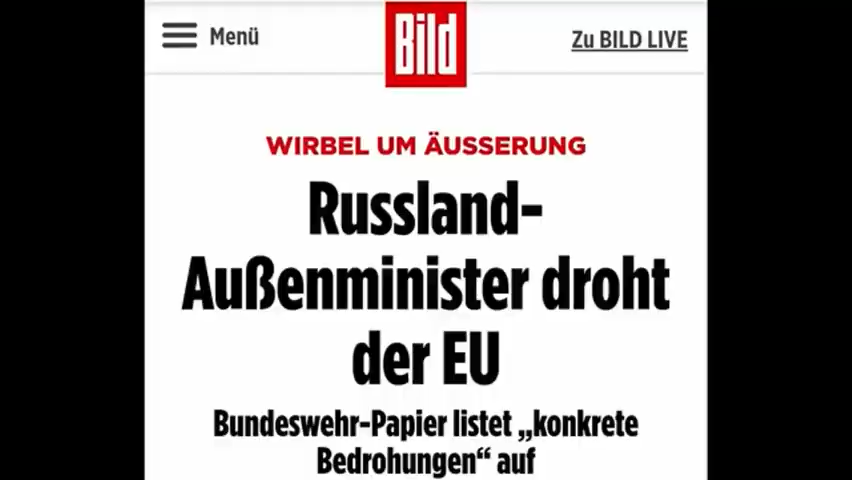 Menü
Bild
Zu BILD LIVE
WIRBEL UM ÄUSSERUNG
Russland-
Außenminister droht
der EU
Bundeswehr-Papier listet „konkrete
Bedrohungen“ auf